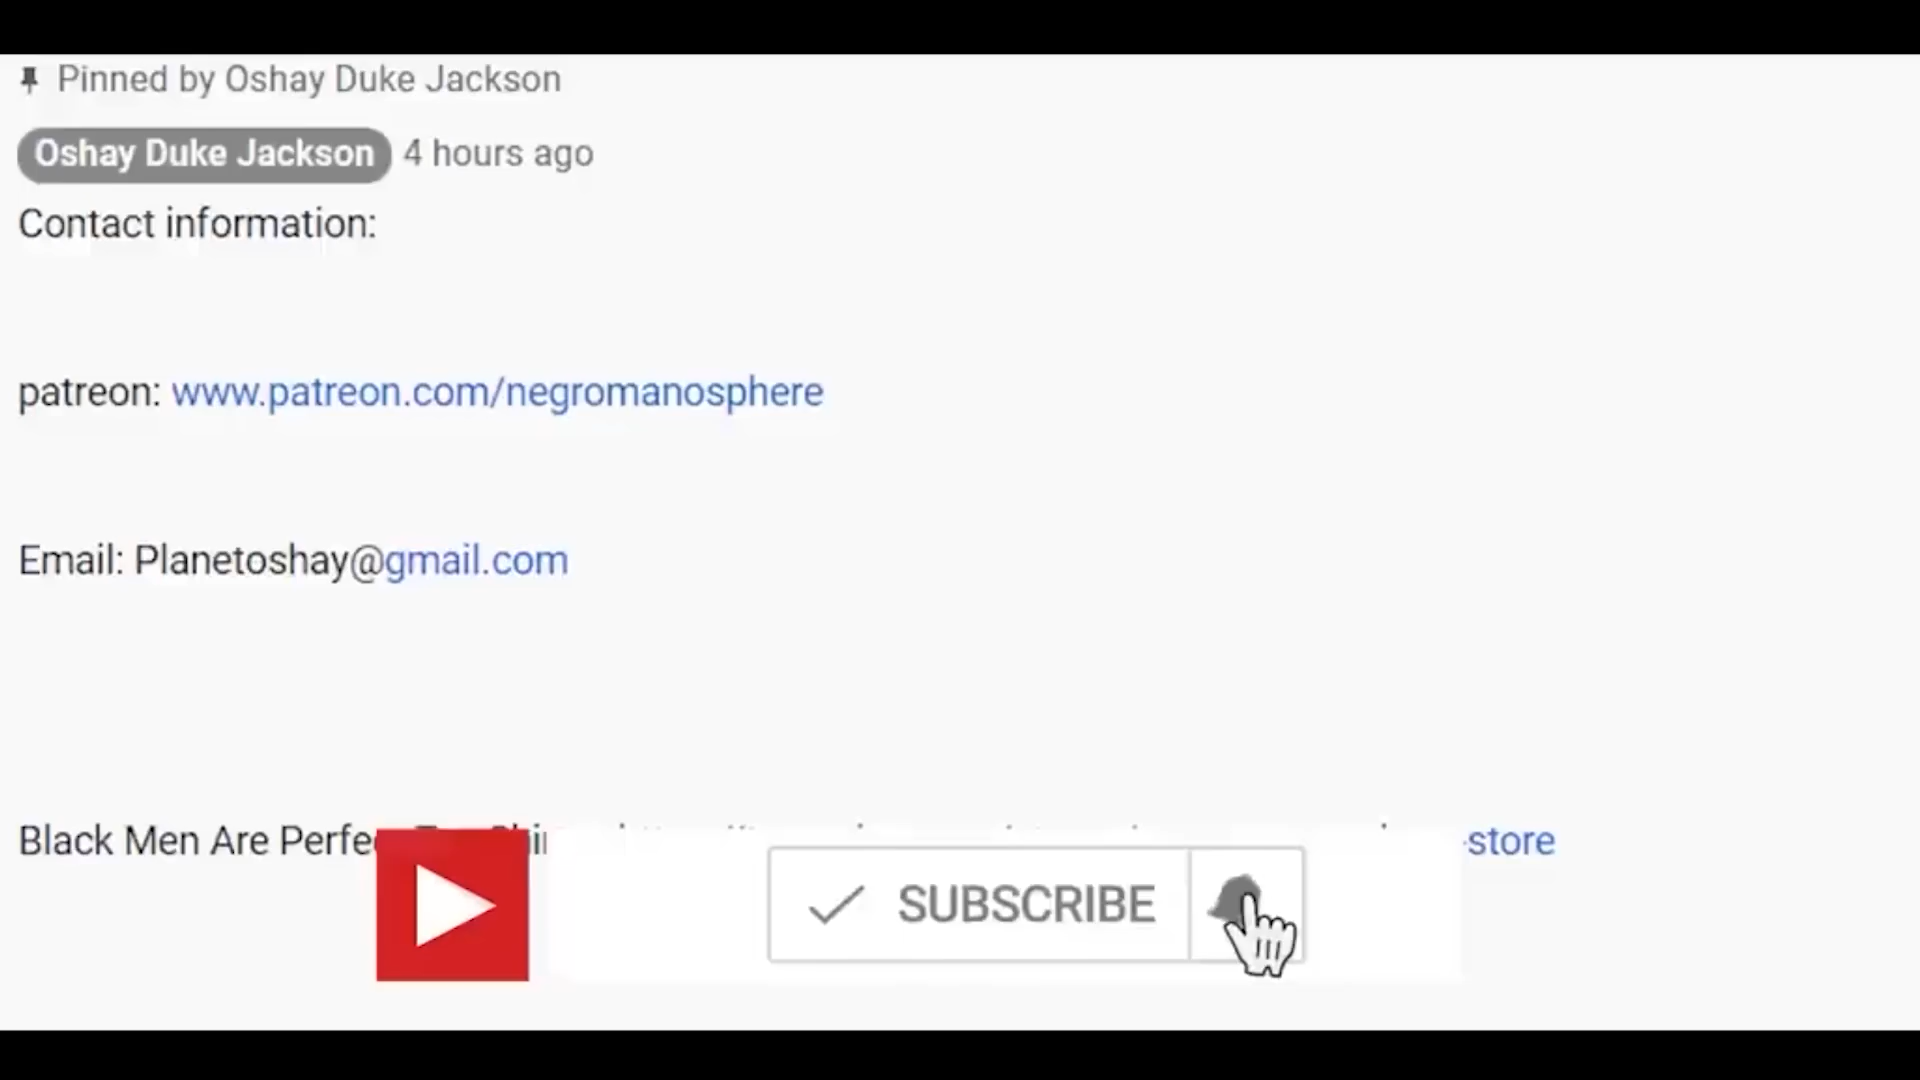 Pinned by Oshay Duke Jackson
Oshay Duke Jackson 4 hours ago
Contact information:
patreon: www.patreon.com/negromanosphere
Email: Planetoshay@gmail.com
Black Men Are -store
SUBSCRIBE